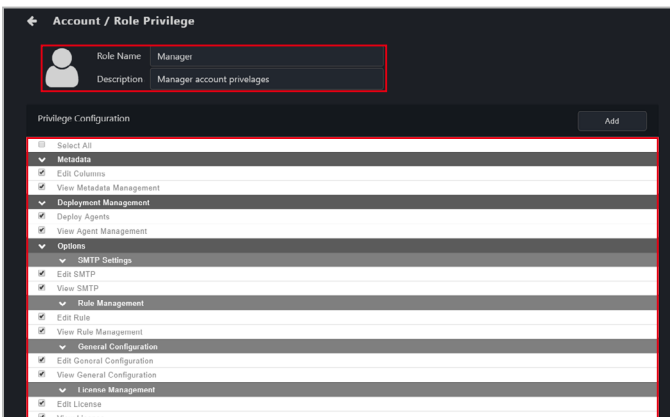 Account / Role Privilege
Role Name Manager
Description Manager account privelages
Privilege Configuration Add
Select All
Metadata
Edit Columns
View Metadata Management
Deployment Management
Deploy Agents
View Agent Management
Options
SMTP Settings
Edit SMTP
View SMTP
Rule Management
Edit Rule
View Rule Management
General Configuration
Edit General Configuration
View General Configuration
License Management
Edit License